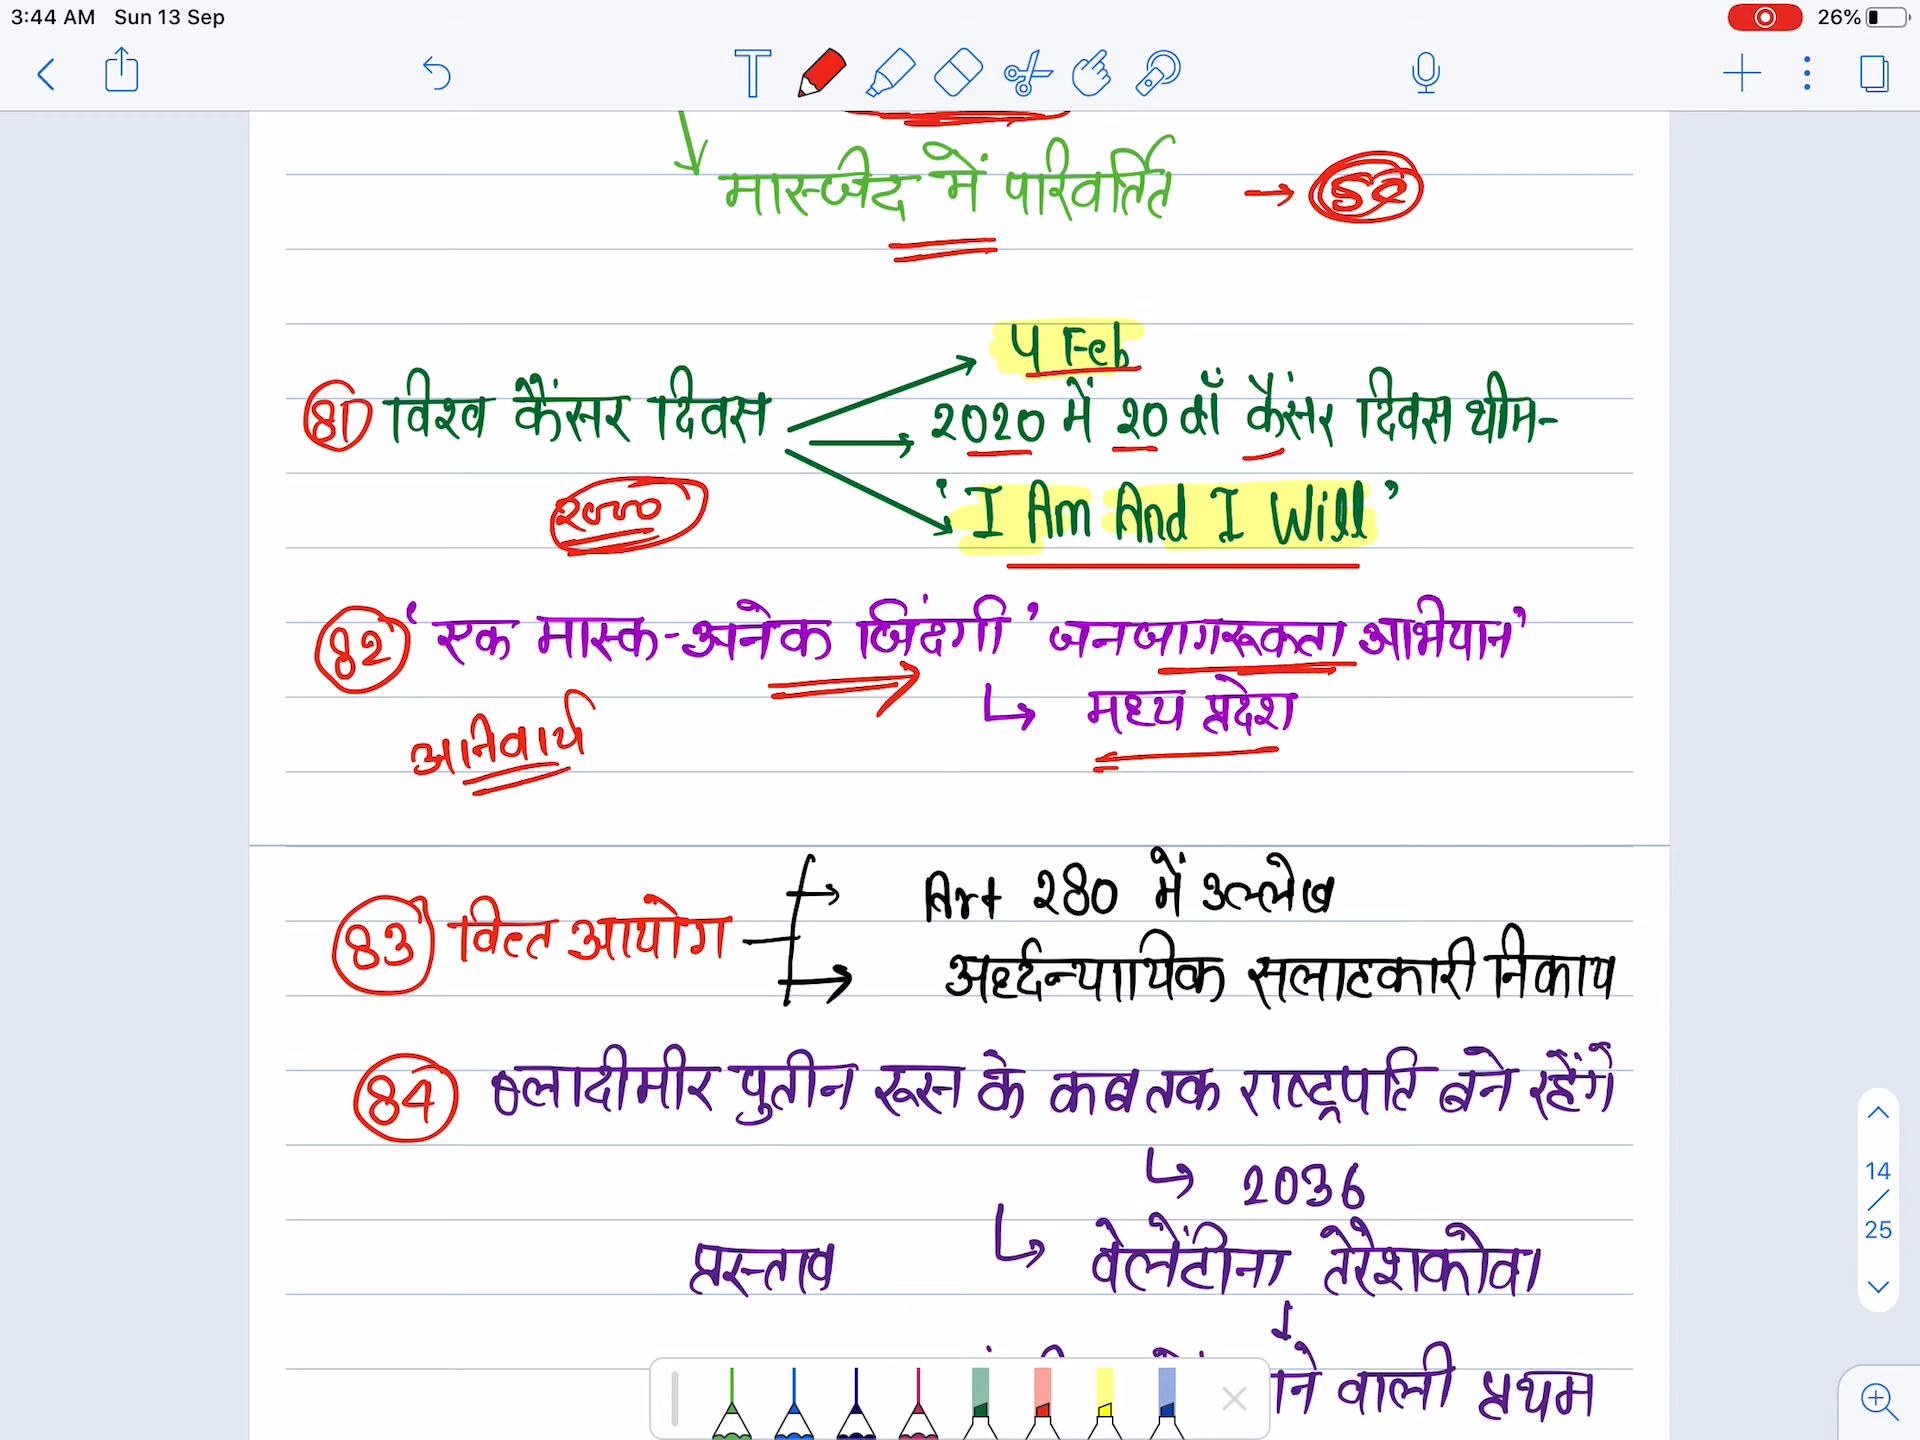 3:44 AM Sun 13 Sep
26%
मास्जीद में परिवर्तित → 52
4 Feb
81 विश्व कैंसर दिवस 2020 में 20 वाँ कैंसर दिवस थीम-
2000 'I Am And I Will'
82 'एक मास्क-अनेक जिंदगी' जनजागरूकता अभियान'
↳ मध्य प्रदेश
अनिवार्य
Art 280 में उल्लेख
83 वित्त आयोग
अर्द्धन्यायिक सलाहकारी निकाय
84 व्लादीमीर पुतीन रूस के कब तक राष्ट्रपति बने रहेंगे
↳ 2036
14
/
25
प्रस्ताव ↳ वेलेंटीना तेरेशकोवा
वाली प्रथम